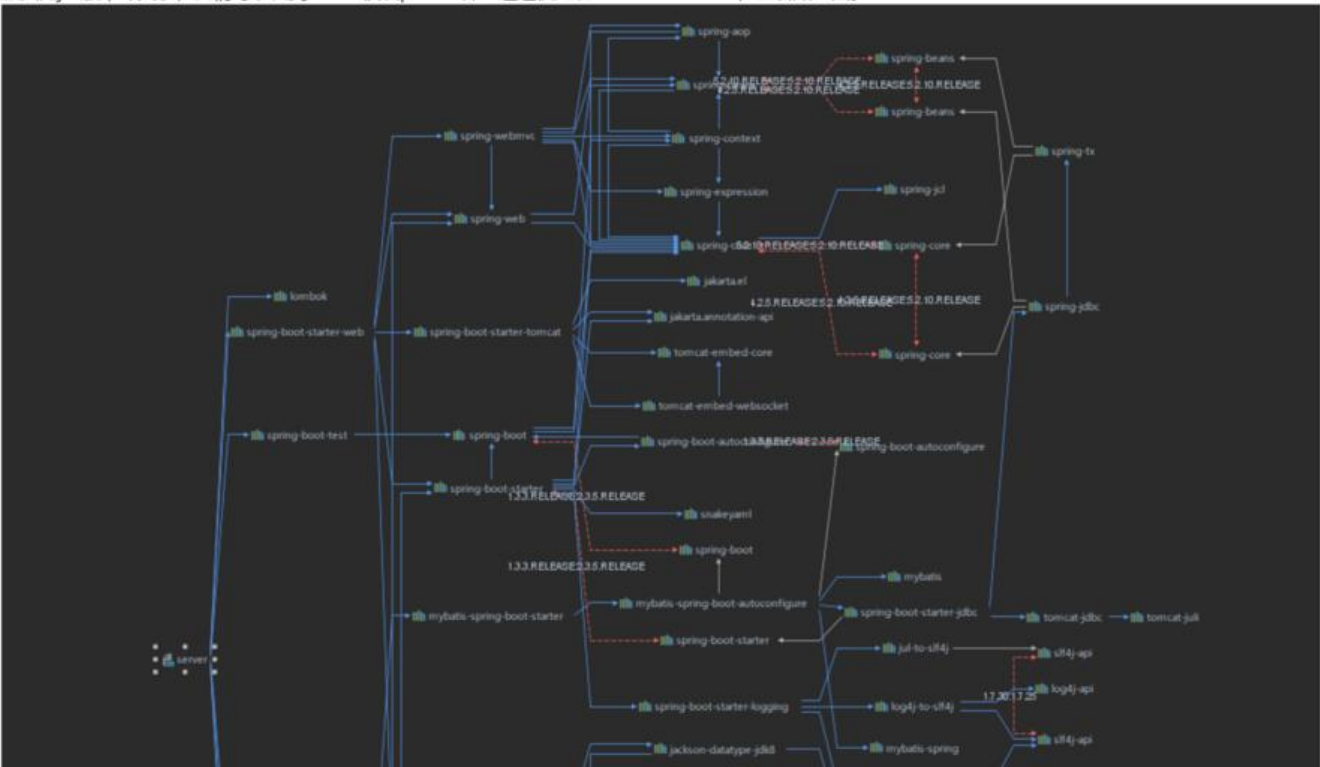 spring-aop
spring-beans
spring-beans
spring-webmvc
spring-context
spring-tx
spring-expression
spring-jcl
spring-web
spring-core
jakarta.el
lombok
jakarta.annotation-api
spring-jdbc
spring-boot-starter-web
spring-boot-starter-tomcat
tomcat-embed-core
spring-core
tomcat-embed-websocket
spring-boot-test
spring-boot
spring-boot-autoconfigure
spring-boot-starter
1.3.3.RELEASE2.3.5.RELEASE
snakeyaml
spring-boot
1.3.3.RELEASE2.3.5.RELEASE
mybatis
mybatis-spring-boot-starter
mybatis-spring-boot-autoconfigure
spring-boot-starter-jdbc
tomcat-jdbc
tomcat-juli
spring-boot-starter
jul-to-slf4j
slf4j-api
server
log4j-api
spring-boot-starter-logging
log4j-to-slf4j
slf4j-api
jackson-datatype-jdk8
mybatis-spring